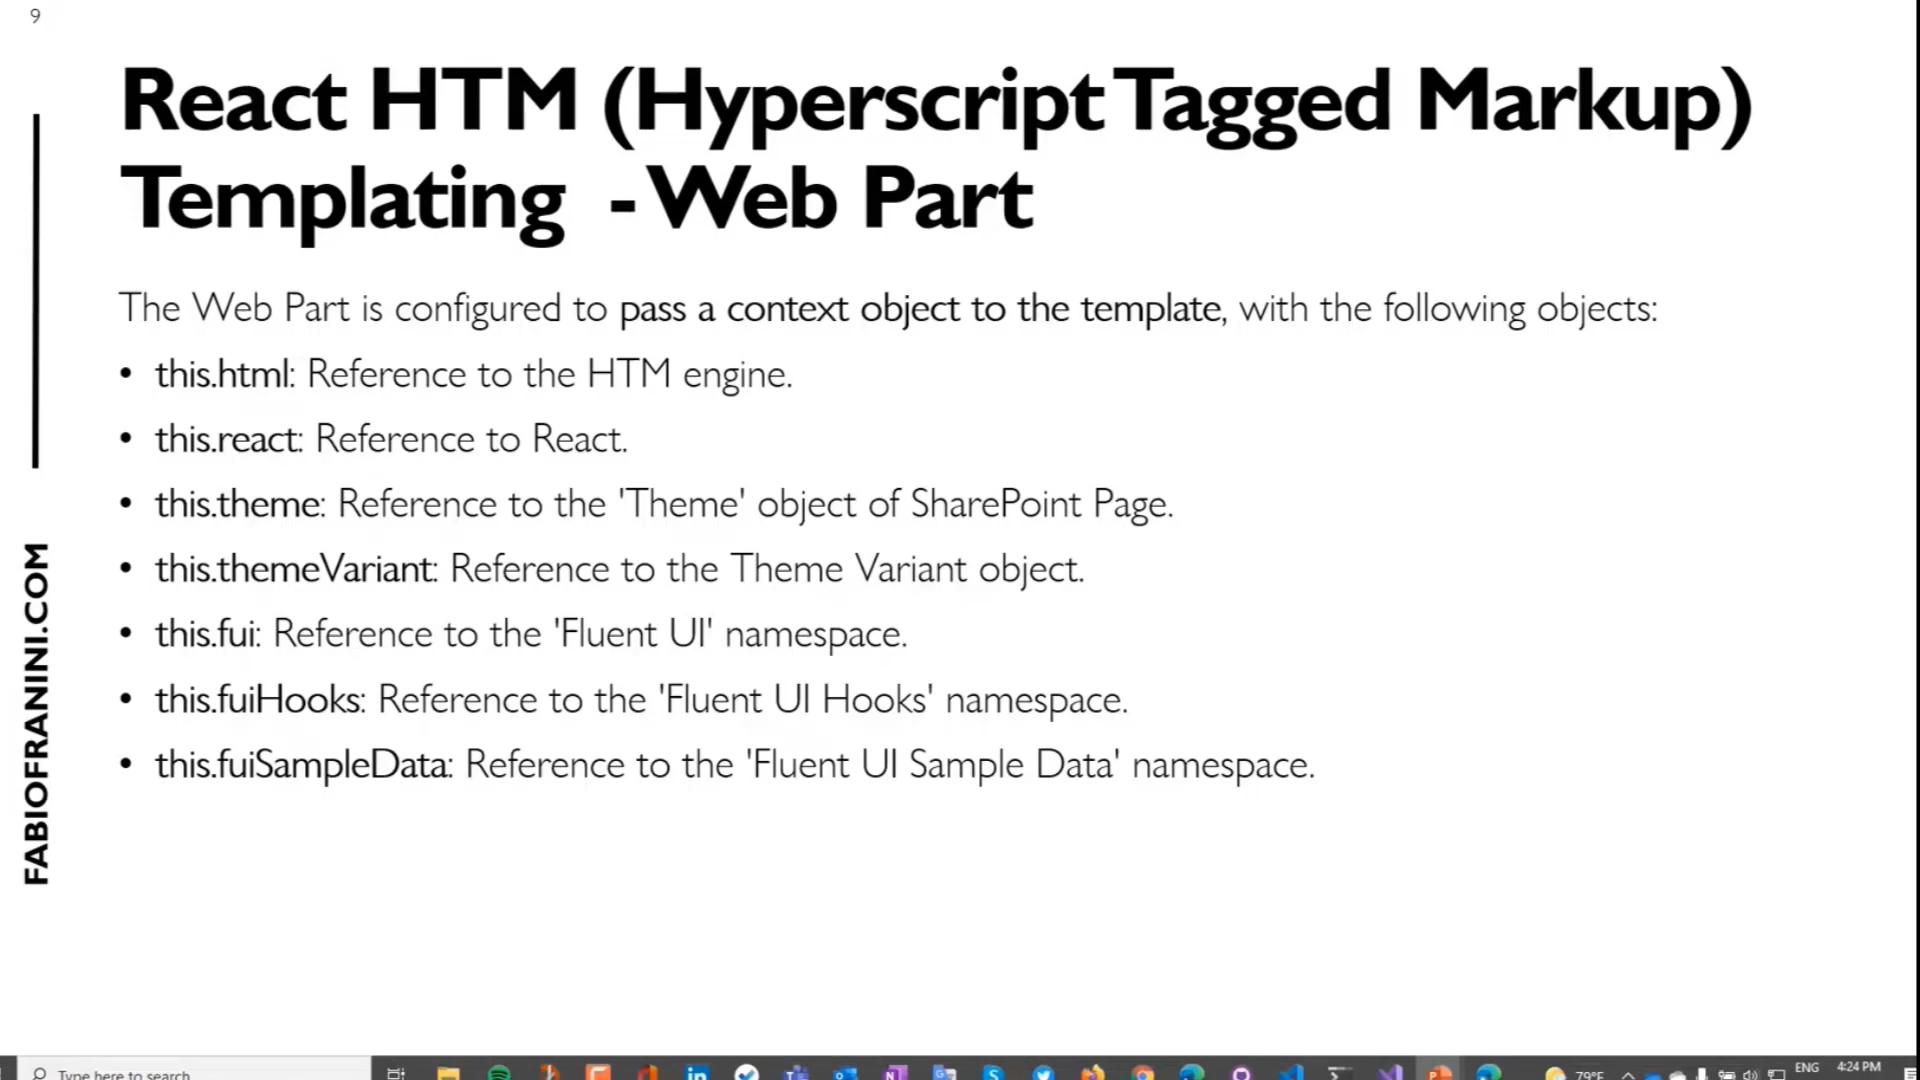 9
React HTM (Hyperscript Tagged Markup)
Templating - Web Part
The Web Part is configured to pass a context object to the template, with the following objects:
• this.html: Reference to the HTM engine.
• this.react: Reference to React.
• this.theme: Reference to the 'Theme' object of SharePoint Page.
• this.themeVariant: Reference to the Theme Variant object.
• this.fui: Reference to the 'Fluent UI' namespace.
• this.fuiHooks: Reference to the 'Fluent UI Hooks' namespace.
• this.fuiSampleData: Reference to the 'Fluent UI Sample Data' namespace.
FABIOFRANINI.COM
Type here to search
79°F
ENG
4:24 PM